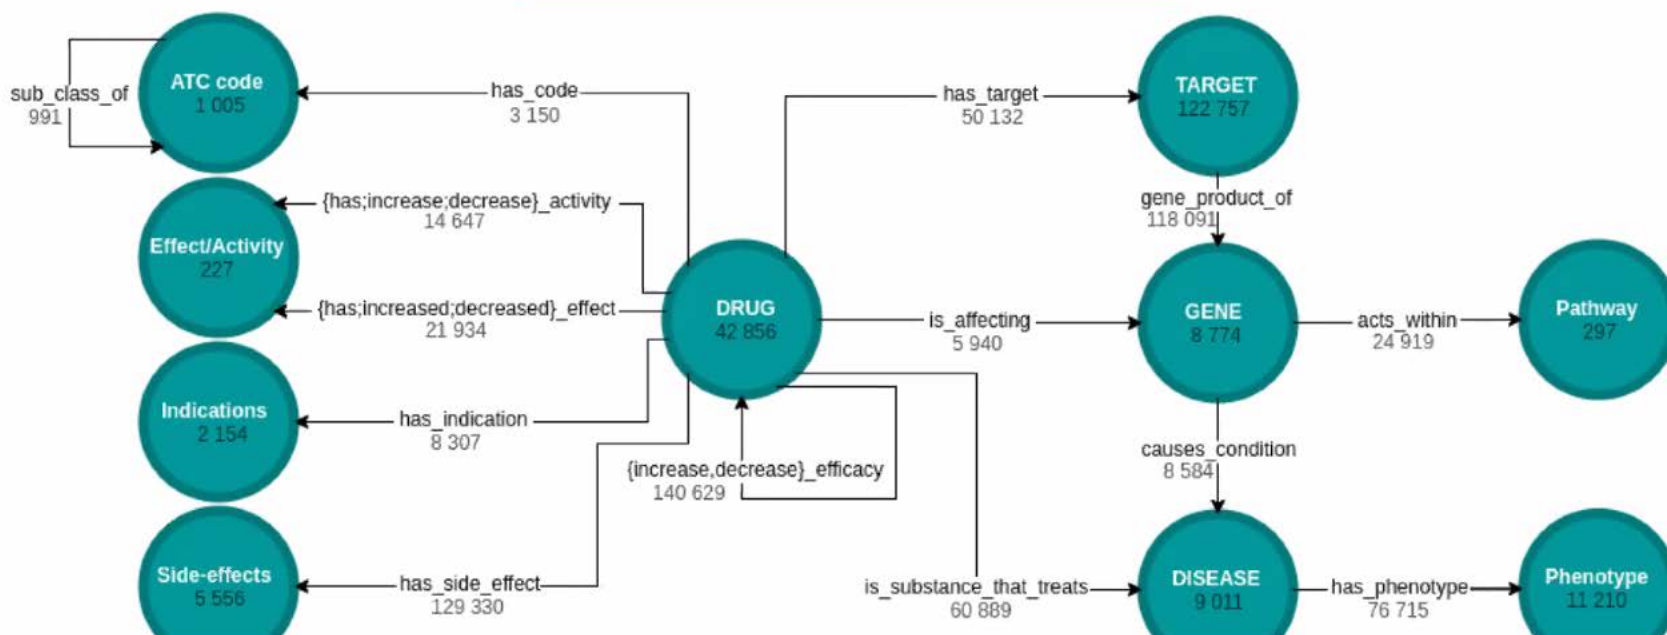 ATC code
1 005
sub_class_of
991
has_code
3 150
has_target
50 132
TARGET
122 757
{has;increase;decrease}_activity
14 647
gene_product_of
118 091
Effect/Activity
227
{has;increased;decreased}_effect
21 934
DRUG
42 856
is_affecting
5 940
GENE
8 774
acts_within
24 919
Pathway
297
Indications
2 154
has_indication
8 307
{increase,decrease}_efficacy
140 629
causes_condition
8 584
Side-effects
5 556
has_side_effect
129 330
is_substance_that_treats
60 889
DISEASE
9 011
has_phenotype
76 715
Phenotype
11 210